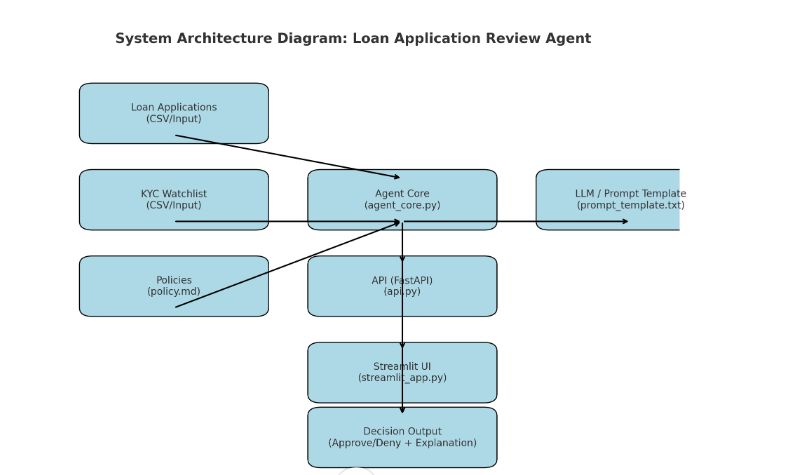 System Architecture Diagram: Loan Application Review Agent
Loan Applications
(CSV/Input)
KYC Watchlist
(CSV/Input)
Agent Core
(agent_core.py)
LLM / Prompt Template
(prompt_template.txt)
Policies
(policy.md)
API (FastAPI)
(api.py)
Streamlit UI
(streamlit_app.py)
Decision Output
(Approve/Deny + Explanation)